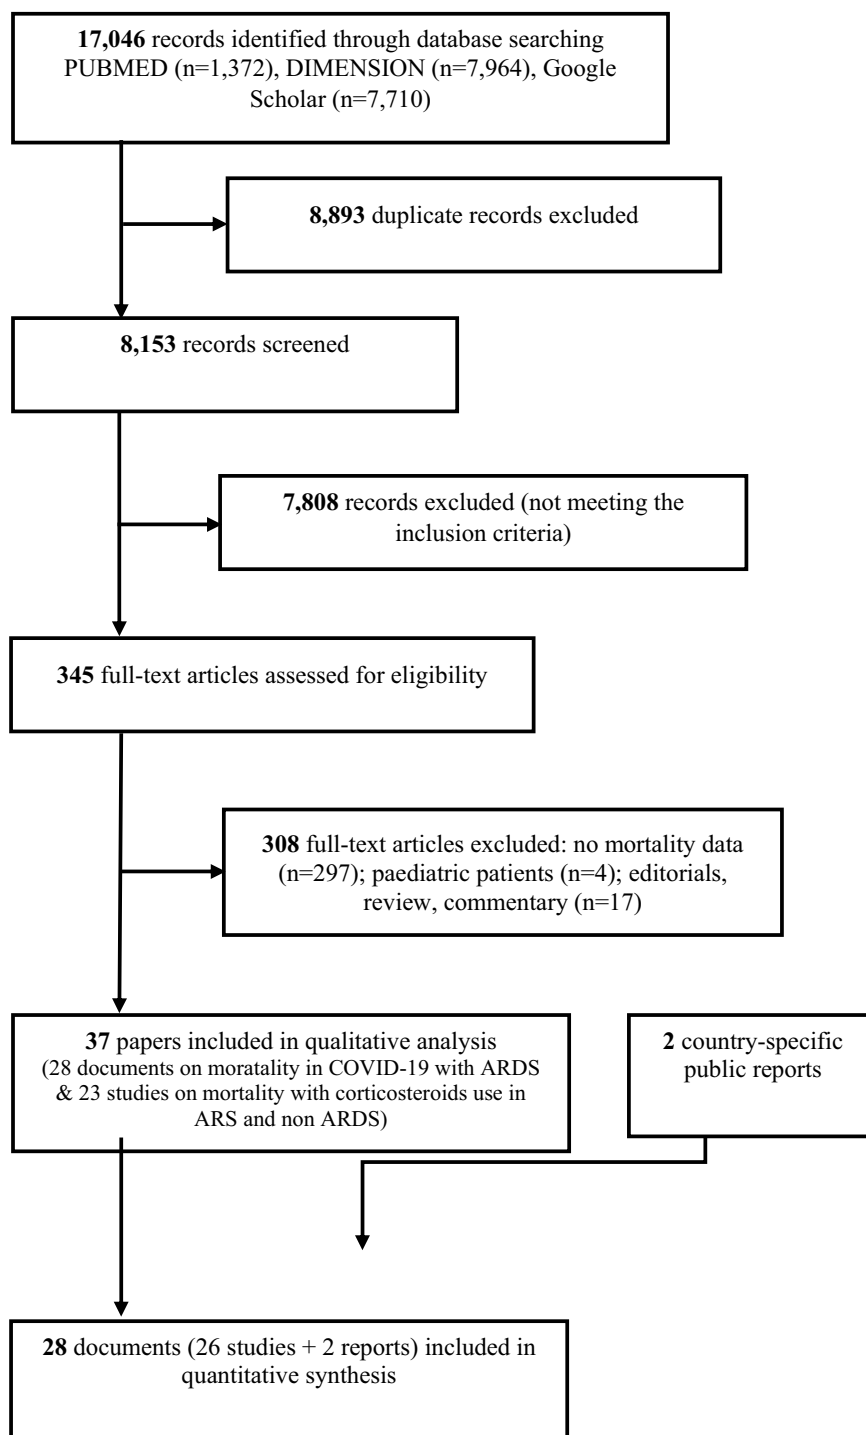 17,046 records identified through database searching
PUBMED (n=1,372), DIMENSION (n=7,964), Google
Scholar (n=7,710)
8,893 duplicate records excluded
8,153 records screened
7,808 records excluded (not meeting the
inclusion criteria)
345 full-text articles assessed for eligibility
308 full-text articles excluded: no mortality data
(n=297); paediatric patients (n=4); editorials,
review, commentary (n=17)
37 papers included in qualitative analysis
(28 documents on moratality in COVID-19 with ARDS
& 23 studies on mortality with corticosteroids use in
ARS and non ARDS)
2 country-specific
public reports
28 documents (26 studies + 2 reports) included in
quantitative synthesis